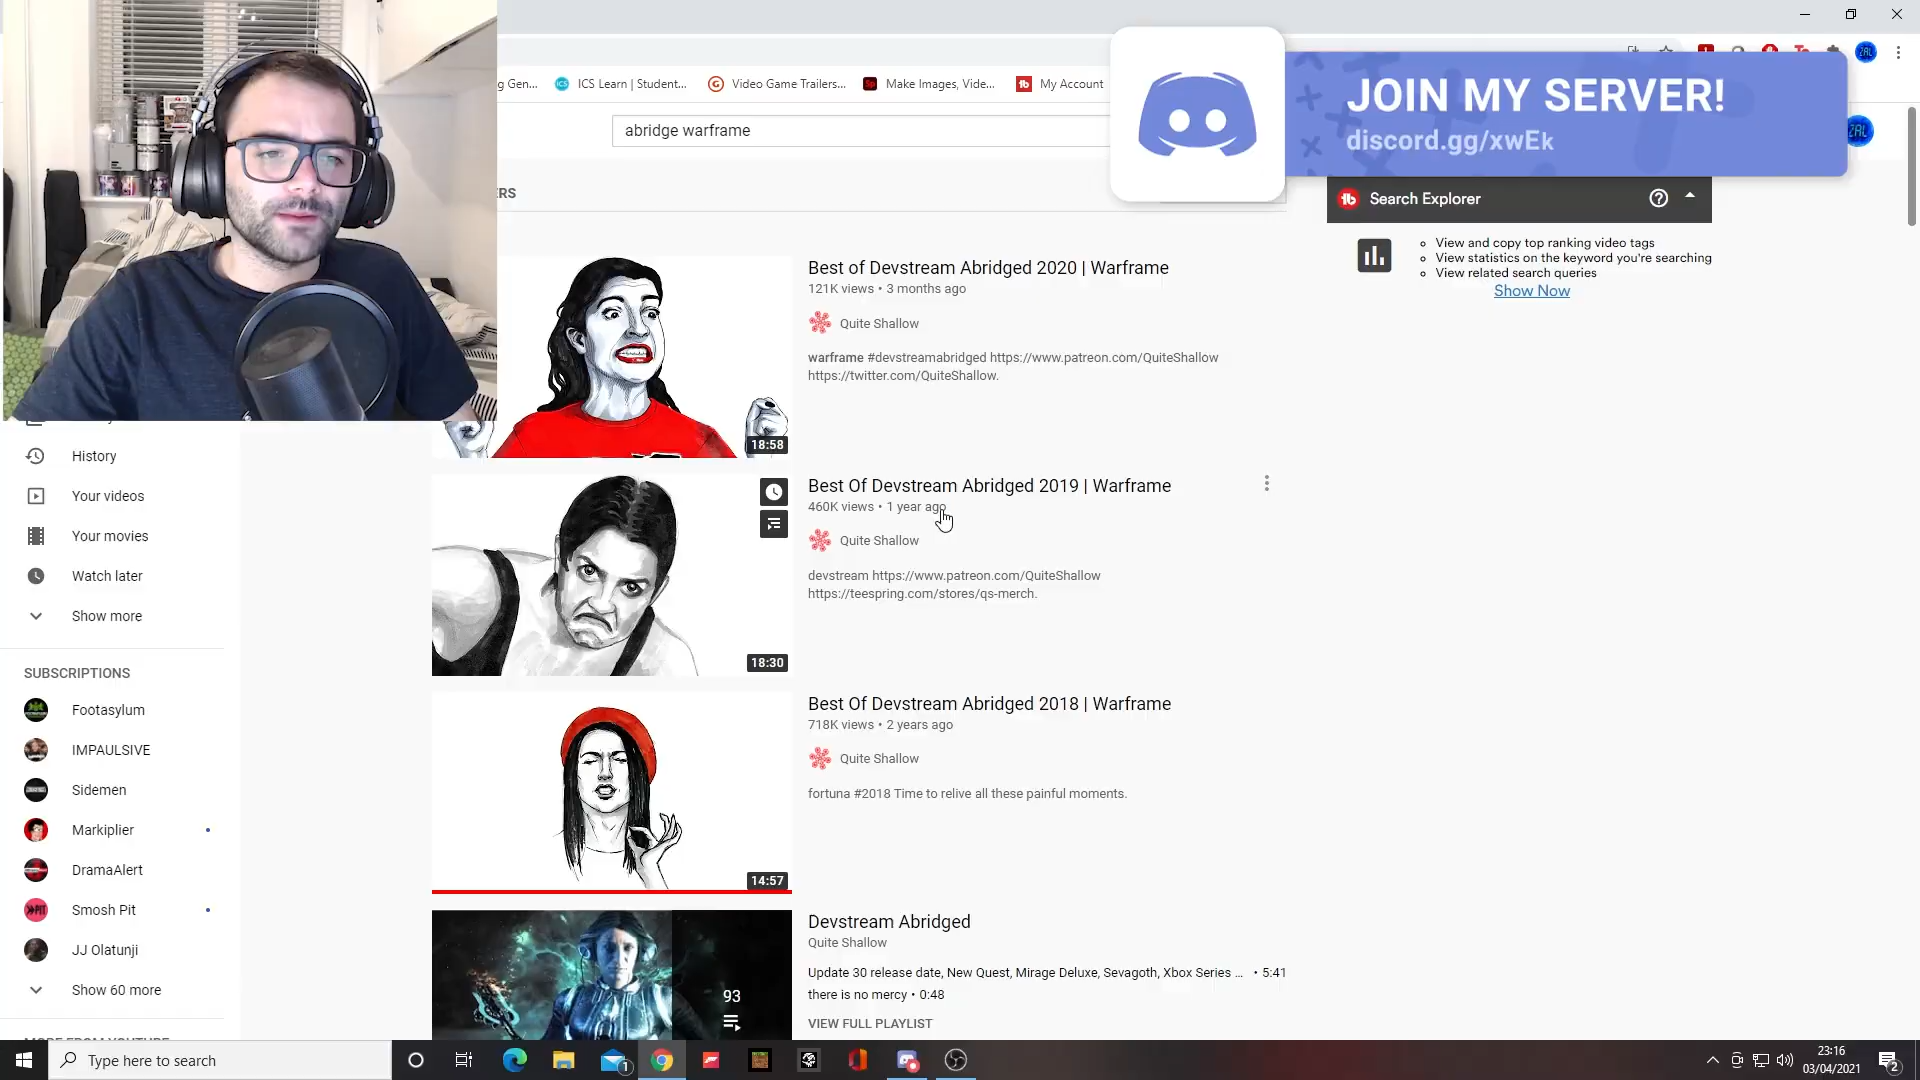 g Gen...
ICS Learn | Student...
Video Game Trailers...
Make Images, Vide...
My Account
JOIN MY SERVER!
discord.gg/xwEk
abridge warframe
ZAL
ERS
Search Explorer
View and copy top ranking video tags
View statistics on the keyword you're searching
View related search queries
Show Now
Best of Devstream Abridged 2020 | Warframe
121K views • 3 months ago
Quite Shallow
warframe #devstreamabridged https://www.patreon.com/QuiteShallow
https://twitter.com/QuiteShallow.
18:58
Best Of Devstream Abridged 2019 | Warframe
460K views • 1 year ago
Quite Shallow
devstream https://www.patreon.com/QuiteShallow
https://teespring.com/stores/qs-merch.
18:30
Best Of Devstream Abridged 2018 | Warframe
718K views • 2 years ago
Quite Shallow
fortuna #2018 Time to relive all these painful moments.
14:57
Devstream Abridged
Quite Shallow
Update 30 release date, New Quest, Mirage Deluxe, Sevagoth, Xbox Series ... • 5:41
there is no mercy • 0:48
VIEW FULL PLAYLIST
93
History
Your videos
Your movies
Watch later
Show more
SUBSCRIPTIONS
Footasylum
IMPAULSIVE
Sidemen
Markiplier
DramaAlert
Smosh Pit
JJ Olatunji
Show 60 more
Type here to search
1
23:16
03/04/2021
2